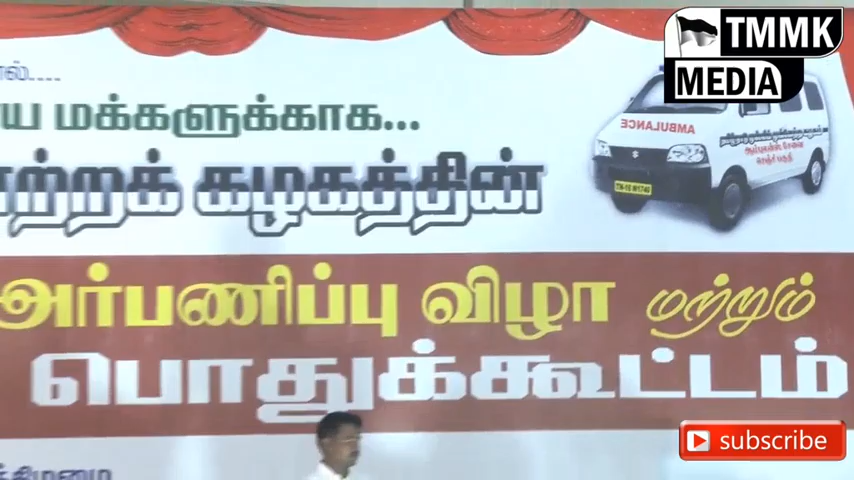 TMMK
MEDIA
ல்....
ய மக்களுக்காக...
AMBULANCE
ற்றக் கழகத்தின்
அர்பணிப்பு விழா மற்றும்
பொதுக்கூட்டம்
subscribe